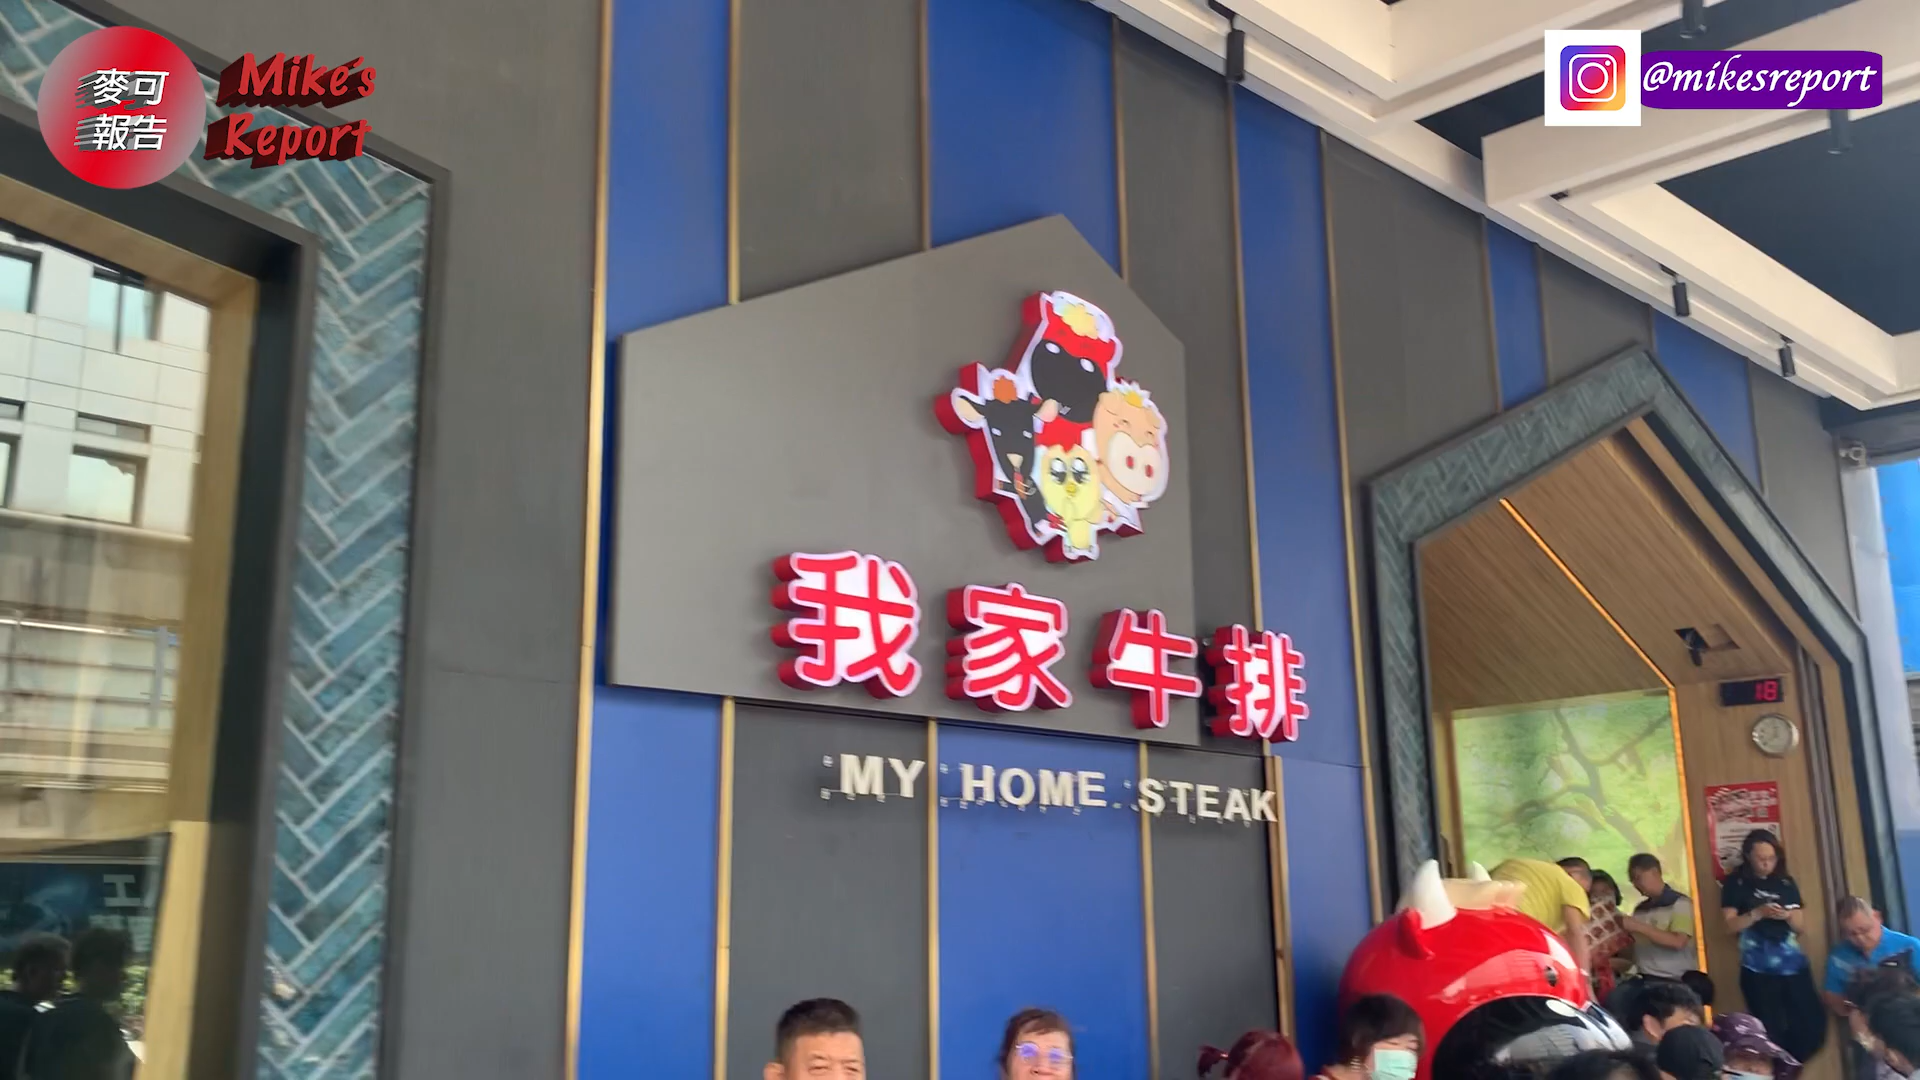 麥可
報告
Mike's
Report
@mikesreport
我家牛排
MY HOME STEAK
18